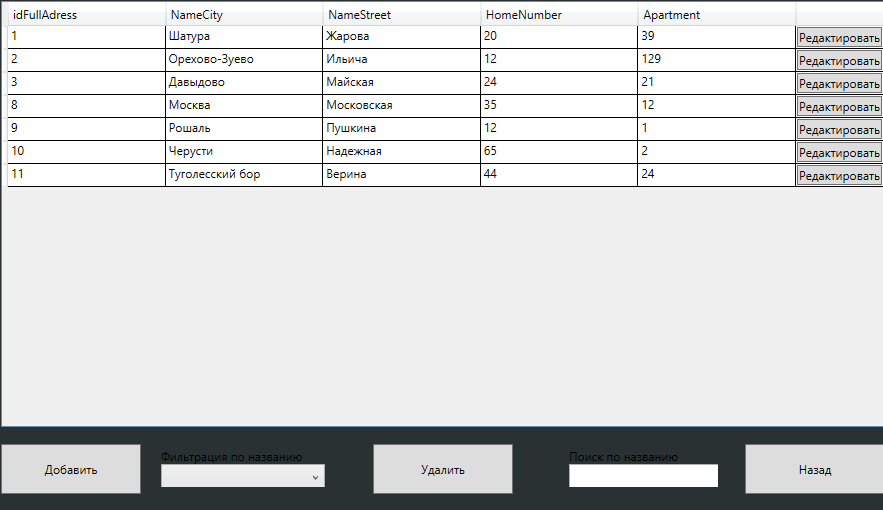 idFullAdress NameCity NameStreet HomeNumber Apartment
1 Шатура Жарова 20 39 Редактировать
2 Орехово-Зуево Ильича 12 129 Редактировать
3 Давыдово Майская 24 21 Редактировать
8 Москва Московская 35 12 Редактировать
9 Рошаль Пушкина 12 1 Редактировать
10 Черусти Надежная 65 2 Редактировать
11 Туголесский бор Верина 44 24 Редактировать
Фильтрация по названию Поиск по названию
Добавить Удалить Назад